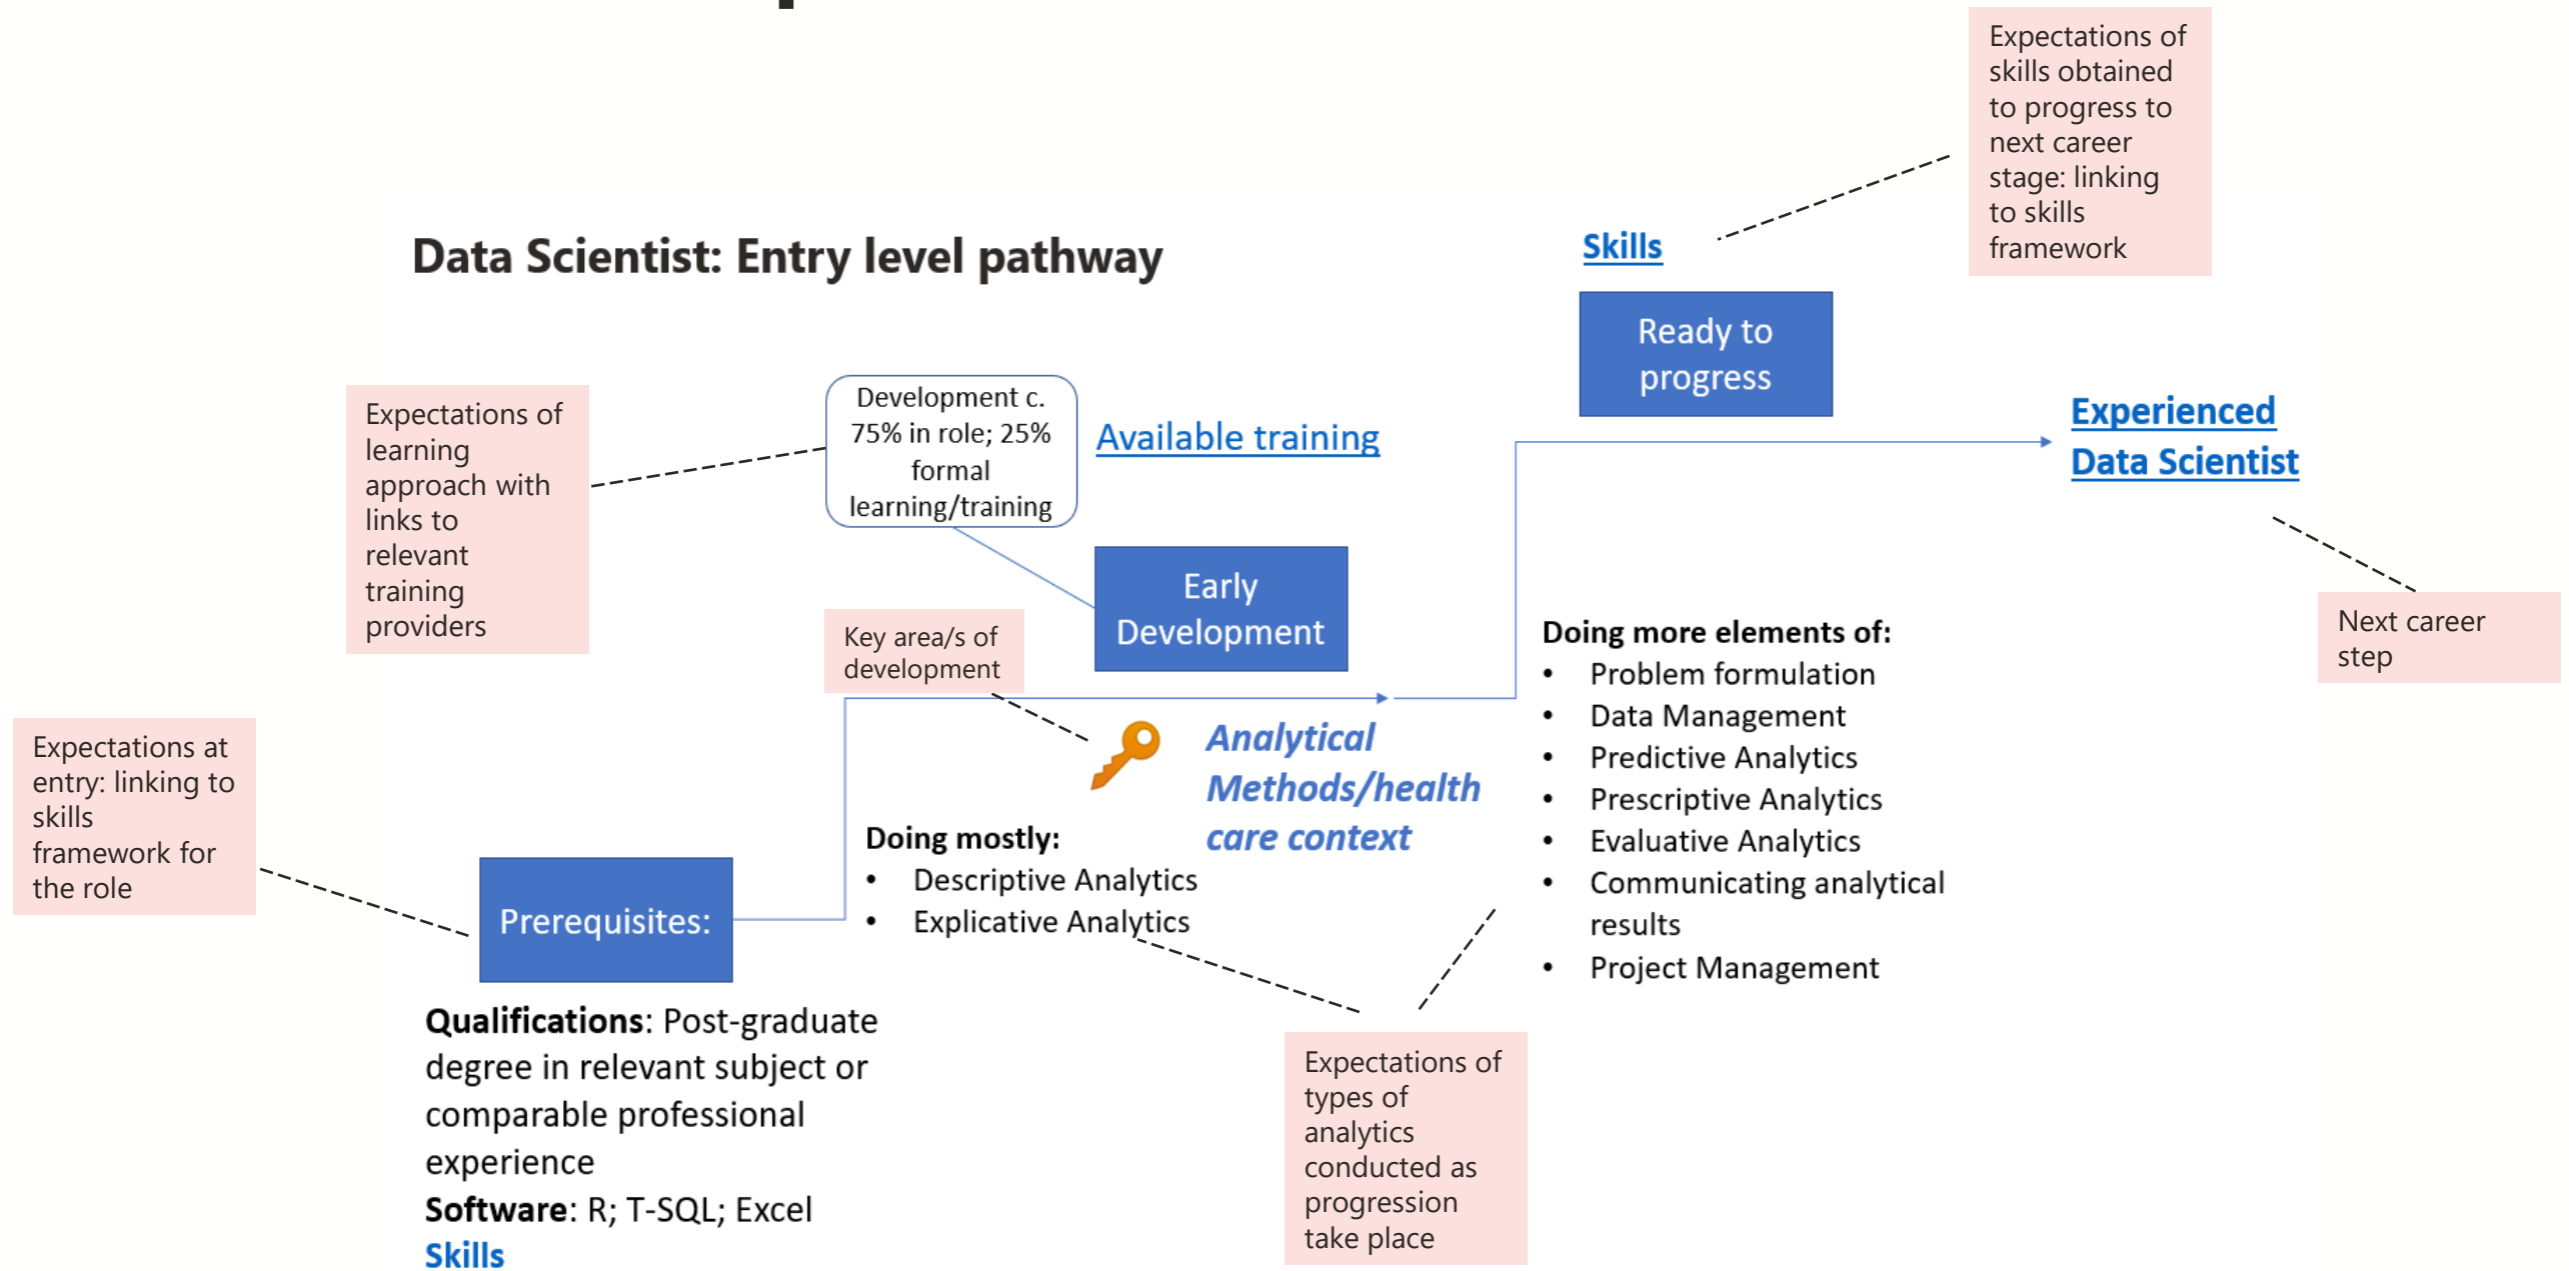 Expectations of
skills obtained
to progress to
next career
stage: linking
to skills
framework
Data Scientist: Entry level pathway
Skills
Ready to
progress
Expectations of
learning
approach with
links to
relevant
training
providers
Development c.
75% in role; 25%
formal
learning/training
Available training
Experienced
Data Scientist
Early
Development
Key area/s of
development
Next career
step
Expectations at
entry: linking to
skills
framework for
the role
Analytical
Methods/health
care context
Doing more elements of:
• Problem formulation
• Data Management
• Predictive Analytics
• Prescriptive Analytics
• Evaluative Analytics
• Communicating analytical
results
• Project Management
Doing mostly:
• Descriptive Analytics
• Explicative Analytics
Prerequisites:
Qualifications: Post-graduate
degree in relevant subject or
comparable professional
experience
Software: R; T-SQL; Excel
Skills
Expectations of
types of
analytics
conducted as
progression
take place